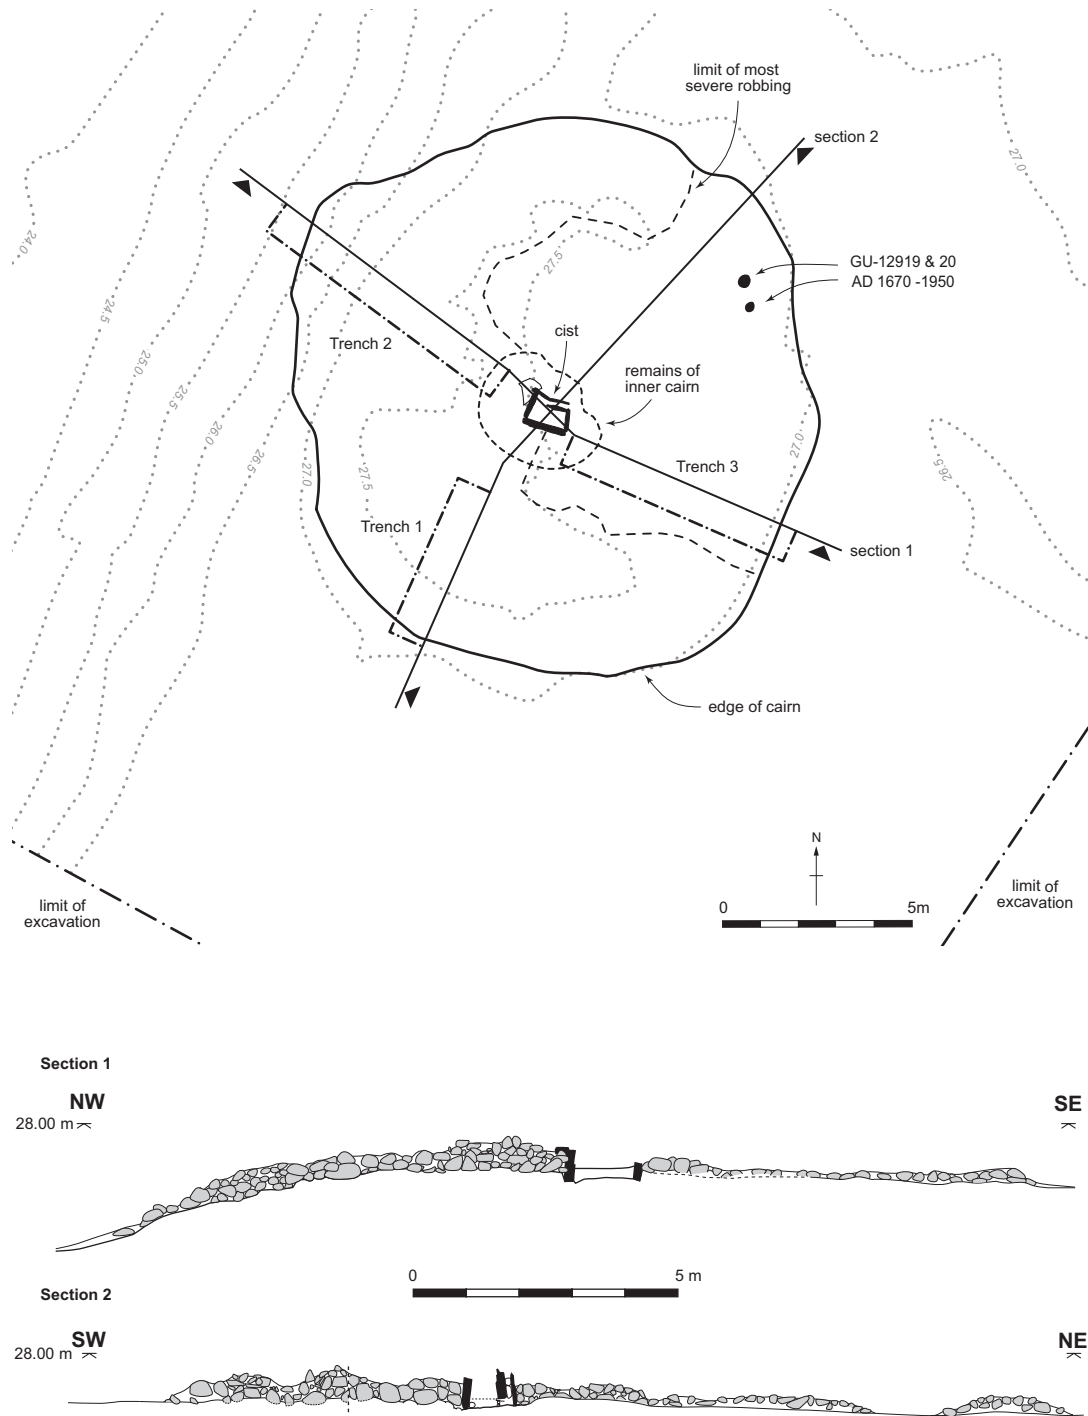 limit of most
severe robbing
section 2
27.0
24.0
GU-12919 & 20
AD 1670 -1950
27.5
24.5
cist
Trench 2
25.0
remains of
inner cairn
25.5
26.0
26.5
27.0
27.5
Trench 3
27.0
26.5
Trench 1
section 1
edge of cairn
N
limit of
excavation
0 5m
limit of
excavation
Section 1
NW
SE
28.00 m
0 5 m
Section 2
SW
NE
28.00 m